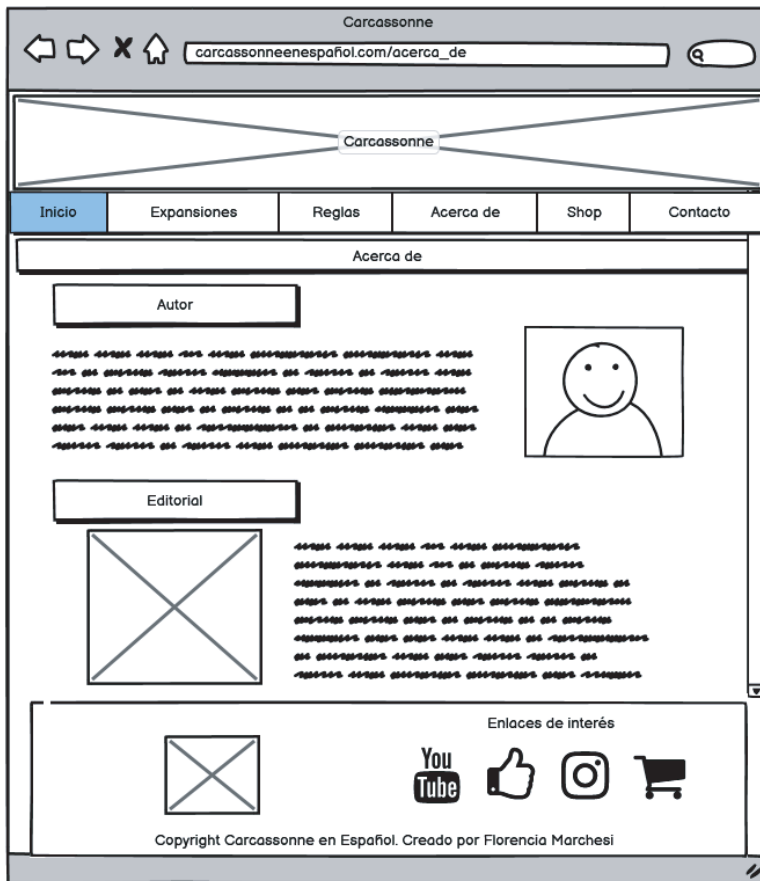 Carcassonne
carcassonneenespañol.com/acerca_de
Carcassonne
Inicio Expansiones Reglas Acerca de Shop Contacto
Acerca de
Autor
Editorial
Enlaces de interés
You
Tube
Copyright Carcassonne en Español. Creado por Florencia Marchesi